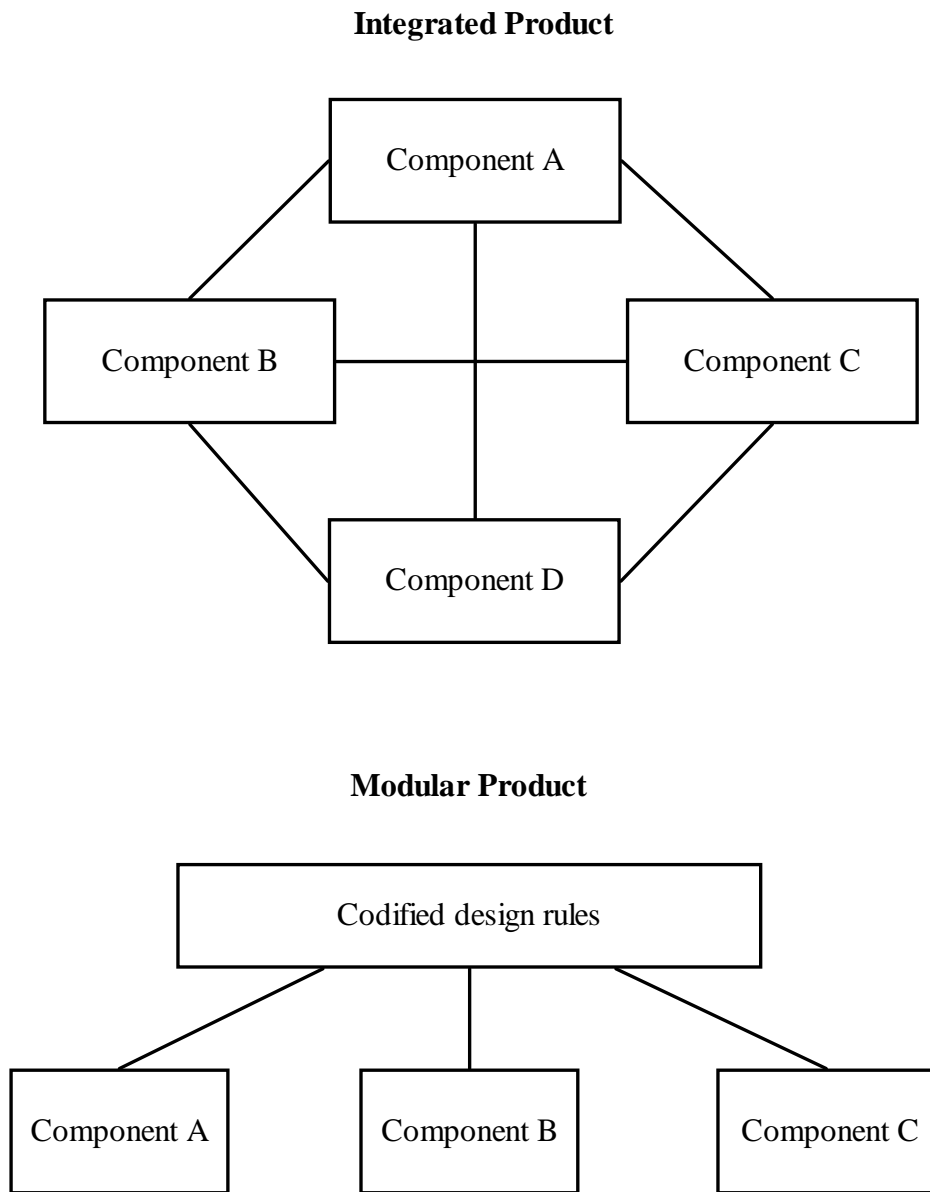 Integrated Product
Component A
Component B
Component C
Component D
Modular Product
Codified design rules
Component A
Component B
Component C